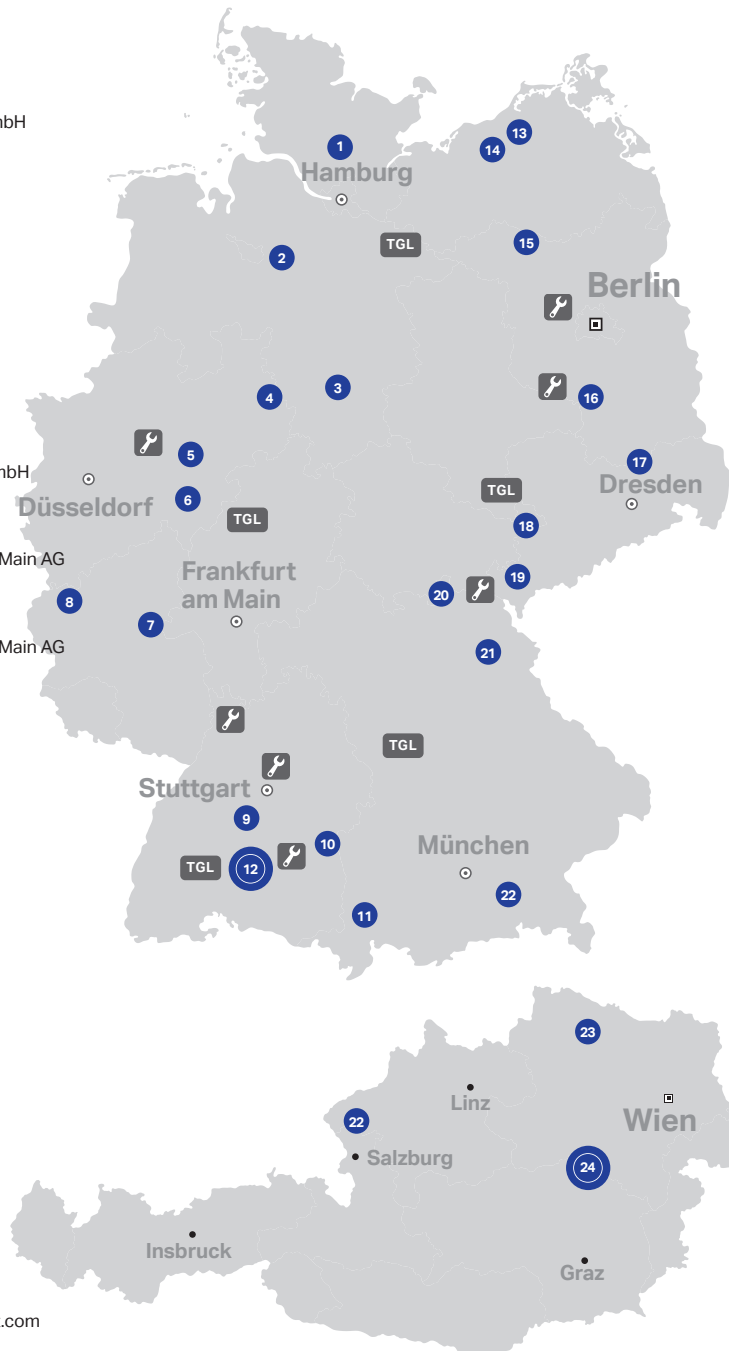 mbH
1
13
14
Hamburg
TGL
15
2
Berlin
3
4
16
5
mbH
17
Düsseldorf
6
TGL
Dresden
TGL
18
Main AG
Frankfurt
am Main
19
8
20
7
Main AG
21
TGL
Stuttgart
9
10
München
TGL
12
22
11
23
Linz
22
Wien
Salzburg
24
Insbruck
Graz
.com